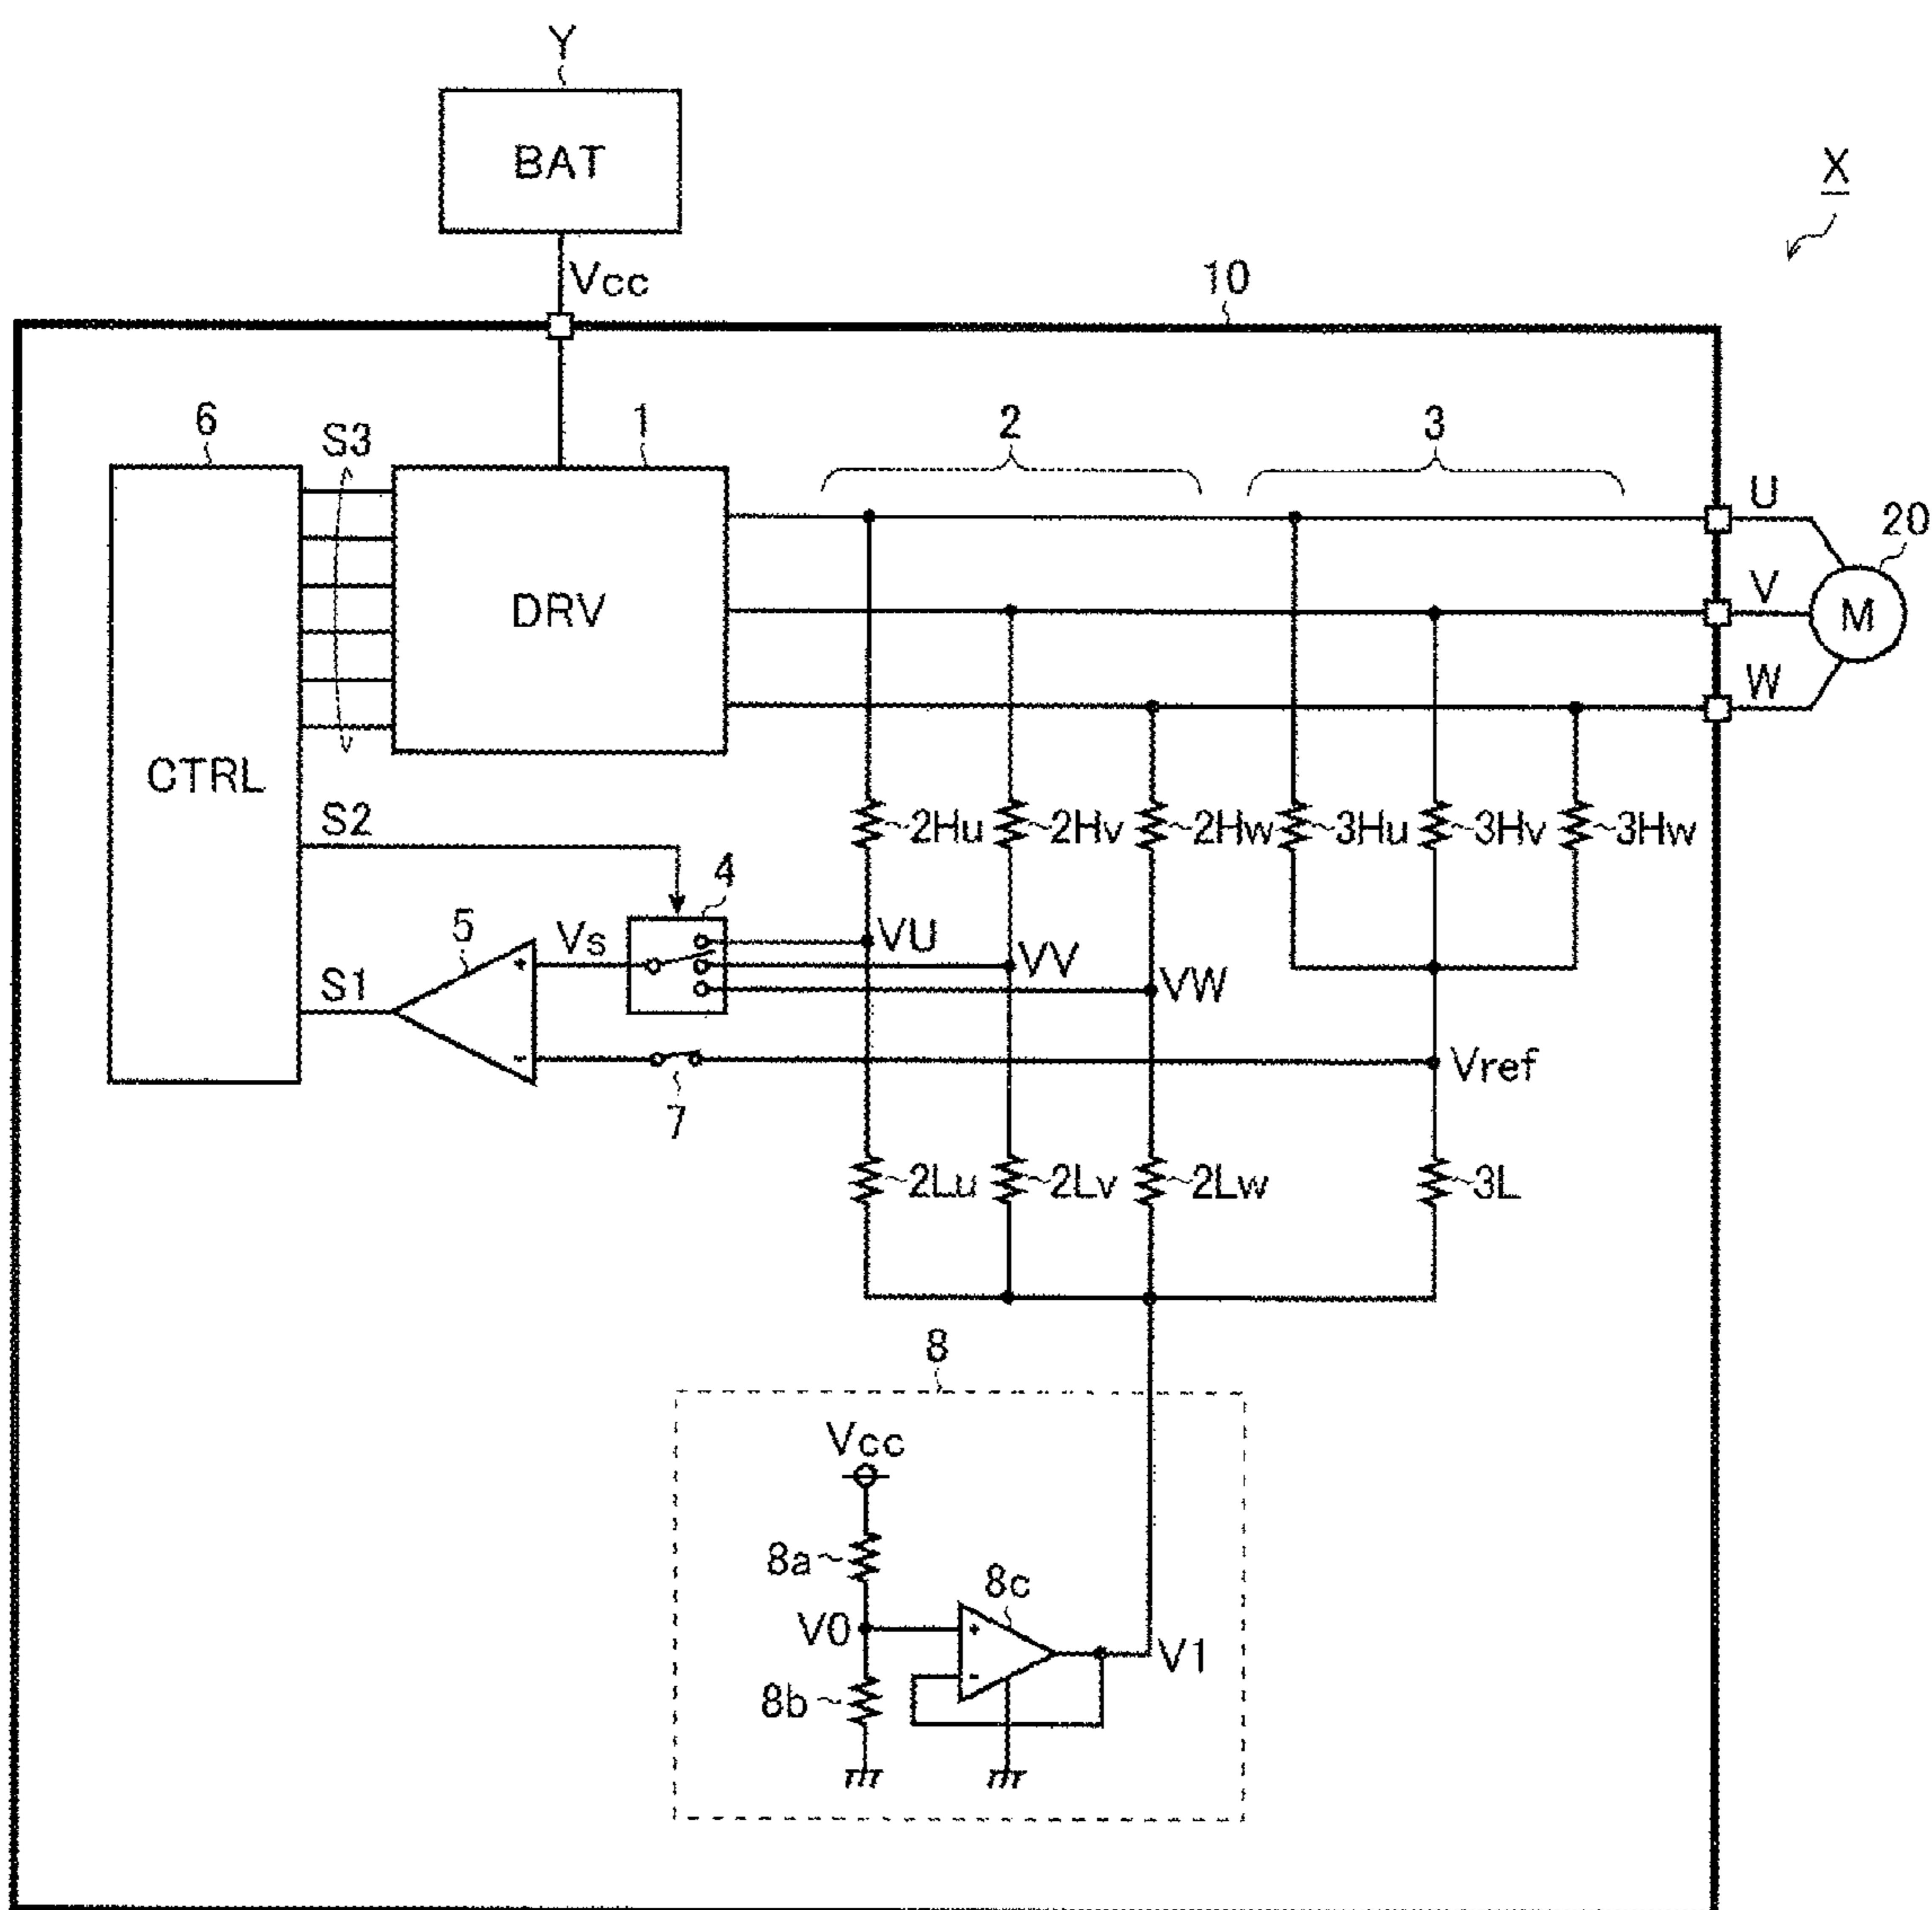 Y
BAT
X
Vcc
10
6
S3
1
2
3
U
20
DRV
V
M
W
CTRL
S2
2Hu
2Hv
2Hw
3Hu
3Hv
3Hw
4
5
Vs
VU
VV
VW
+
S1
-
Vref
7
2Lu
2Lv
2Lw
3L
8
Vcc
8a
8c
V0
+
V1
-
8b